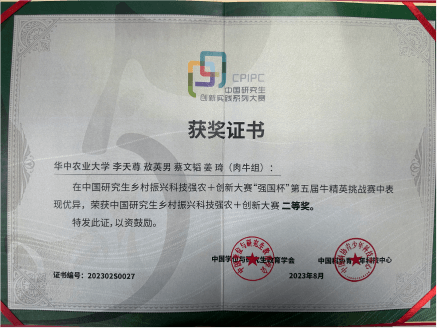 CPIPC
中国研究生
创新实践系列大赛
获奖证书
华中农业大学 李天尊 敖英男 蔡文韬 姜 琦（肉牛组）：
在中国研究生乡村振兴科技强农+创新大赛“强国杯”第五届牛精英挑战赛中表
现优异，荣获中国研究生乡村振兴科技强农+创新大赛 二等奖。
特发此证，以资鼓励。
中国学位与研究生教育学会 中国科协青少年科技中心
证书编号：202302S0027 2023年8月